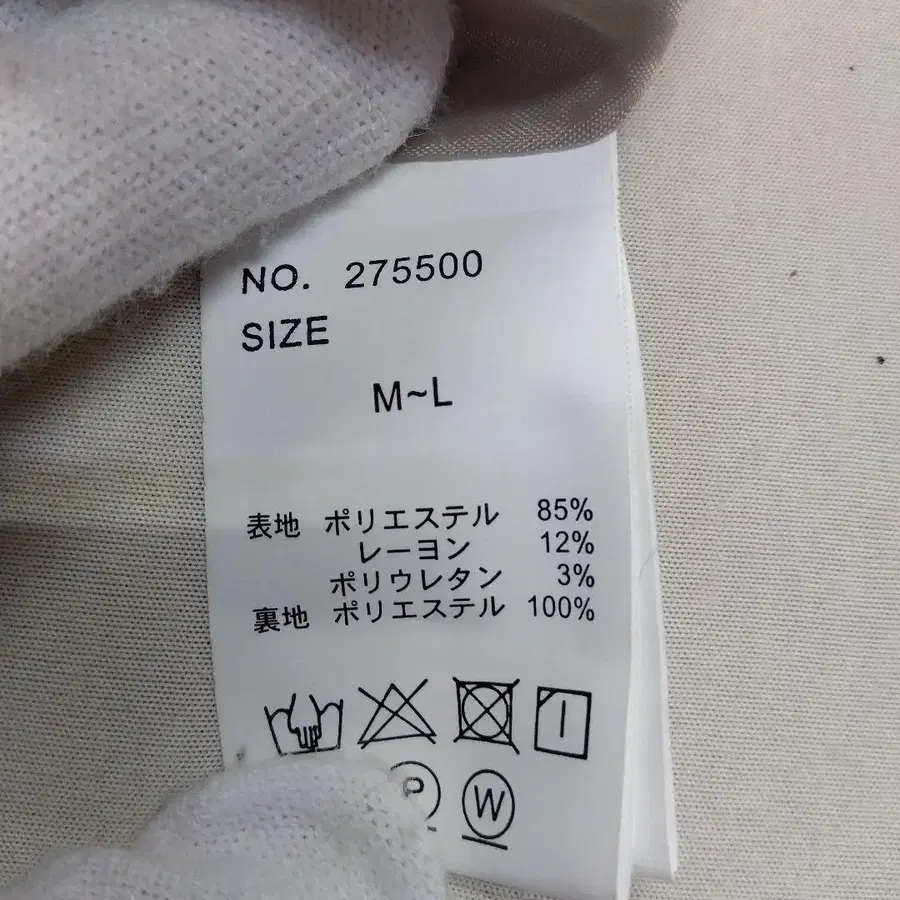 NO. 275500
SIZE
M~L
表地 ポリエステル 85%
レーヨン 12%
ポリウレタン 3%
裏地 ポリエステル 100%
P W